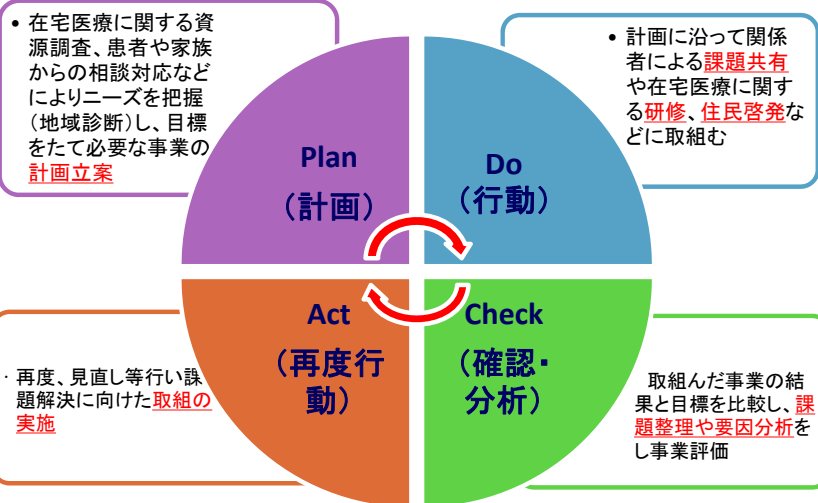 • 在宅医療に関する資
源調査、患者や家族
からの相談対応など
によりニーズを把握
（地域診断）し、目標
をたて必要な事業の
計画立案
• 計画に沿って関係
者による課題共有
や在宅医療に関す
る研修、住民啓発な
どに取組む
Plan
（計画）
Do
（行動）
Act
（再度行
動）
Check
（確認・
分析）
・再度、見直し等行い課
題解決に向けた取組の
実施
取組んだ事業の結
果と目標を比較し、課
題整理や要因分析を
し事業評価